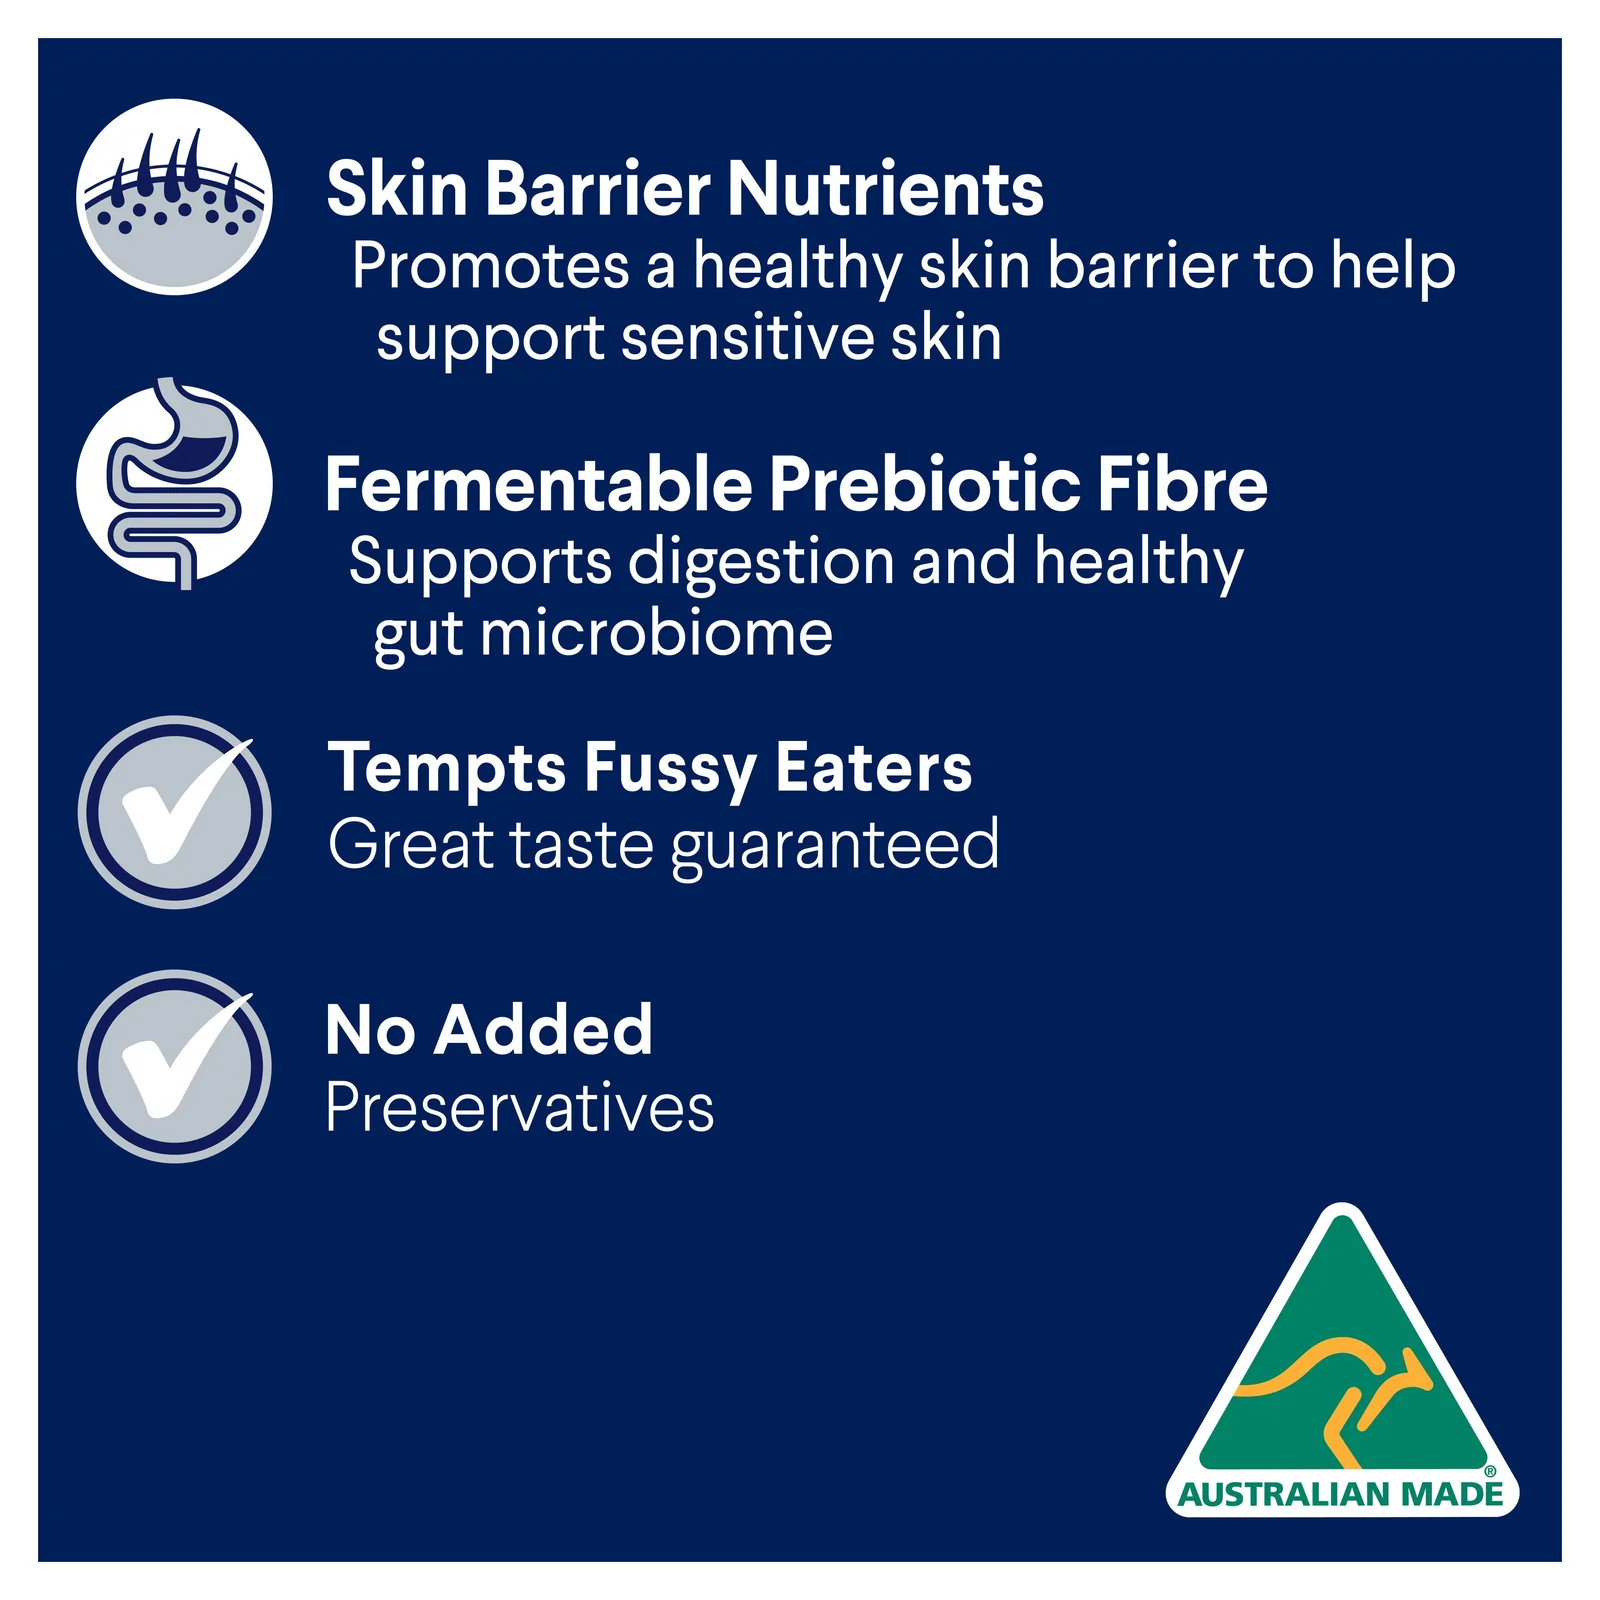 Skin Barrier Nutrients
Promotes a healthy skin barrier to help
support sensitive skin
Fermentable Prebiotic Fibre
Supports digestion and healthy
gut microbiome
Tempts Fussy Eaters
Great taste guaranteed
No Added
Preservatives
®
AUSTRALIAN MADE